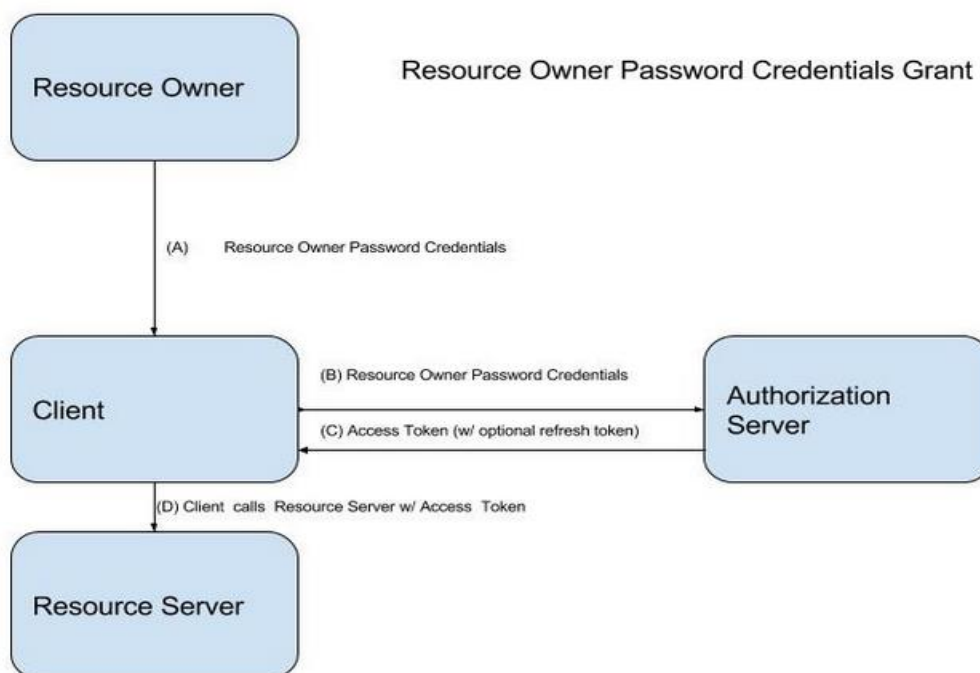 Resource Owner
Resource Owner Password Credentials Grant
(A) Resource Owner Password Credentials
(B) Resource Owner Password Credentials
Client
Authorization
Server
(C) Access Token (w/ optional refresh token)
(D) Client calls Resource Server w/ Access Token
Resource Server